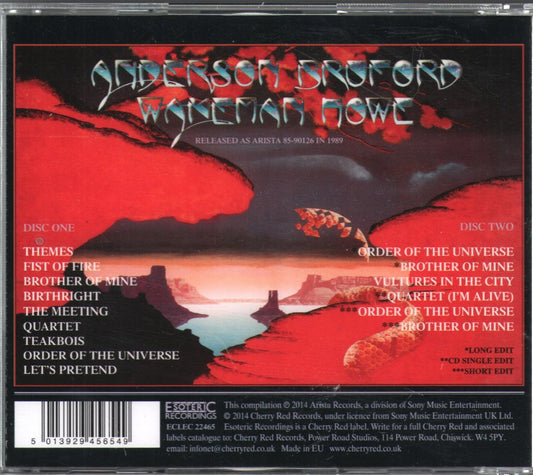 ANDERSON BRUFORD
WAKEMAN HOWE
RELEASED AS ARISTA 85-90126 IN 1989
DISC ONE
THEMES
FIST OF FIRE
BROTHER OF MINE
BIRTHRIGHT
THE MEETING
QUARTET
TEAKBOIS
ORDER OF THE UNIVERSE
LET'S PRETEND
DISC TWO
ORDER OF THE UNIVERSE
*BROTHER OF MINE
VULTURES IN THE CITY
**QUARTET (I'M ALIVE)
***ORDER OF THE UNIVERSE
***BROTHER OF MINE
*LONG EDIT
**CD SINGLE EDIT
***SHORT EDIT
5 013929 456549
ESOTERIC
RECORDINGS
ECLEC 22465
This compilation ℗ 2014 Arista Records, a division of Sony Music Entertainment.
© 2014 Cherry Red Records, under licence from Sony Music Entertainment UK Ltd.
Esoteric Recordings is a Cherry Red label. Write for a full Cherry Red and associated
labels catalogue to: Cherry Red Records, Power Road Studios, 114 Power Road, Chiswick. W4 5PY.
email: infonet@cherryred.co.uk Made in EU www.cherryred.co.uk